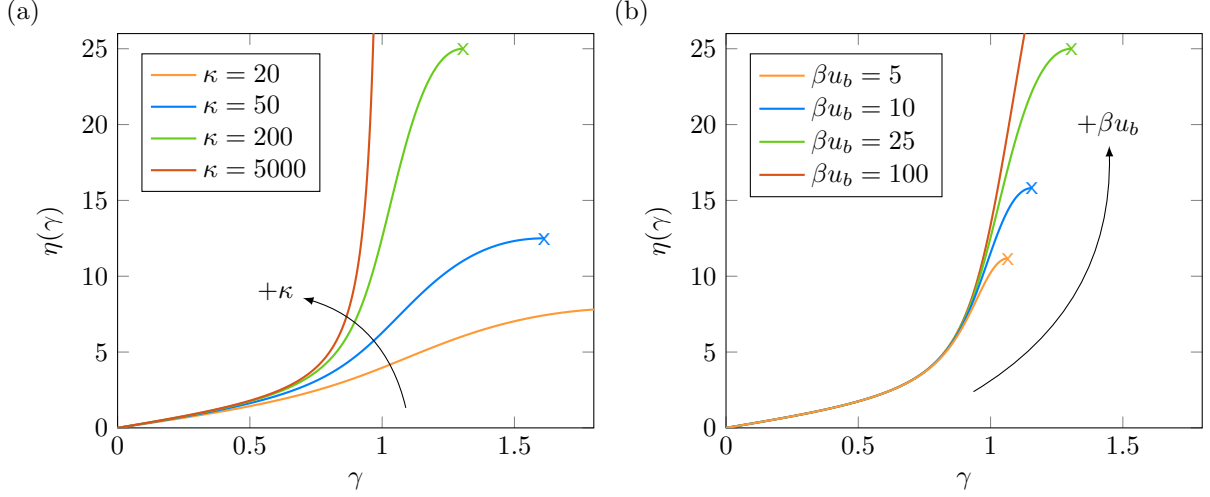 (a)
25
20
15
10
5
0
η(γ)
κ = 20
κ = 50
κ = 200
κ = 5000
+κ
0
0.5
1
1.5
γ
(b)
25
20
15
10
5
0
η(γ)
βu_b = 5
βu_b = 10
βu_b = 25
βu_b = 100
+βu_b
0
0.5
1
1.5
γ